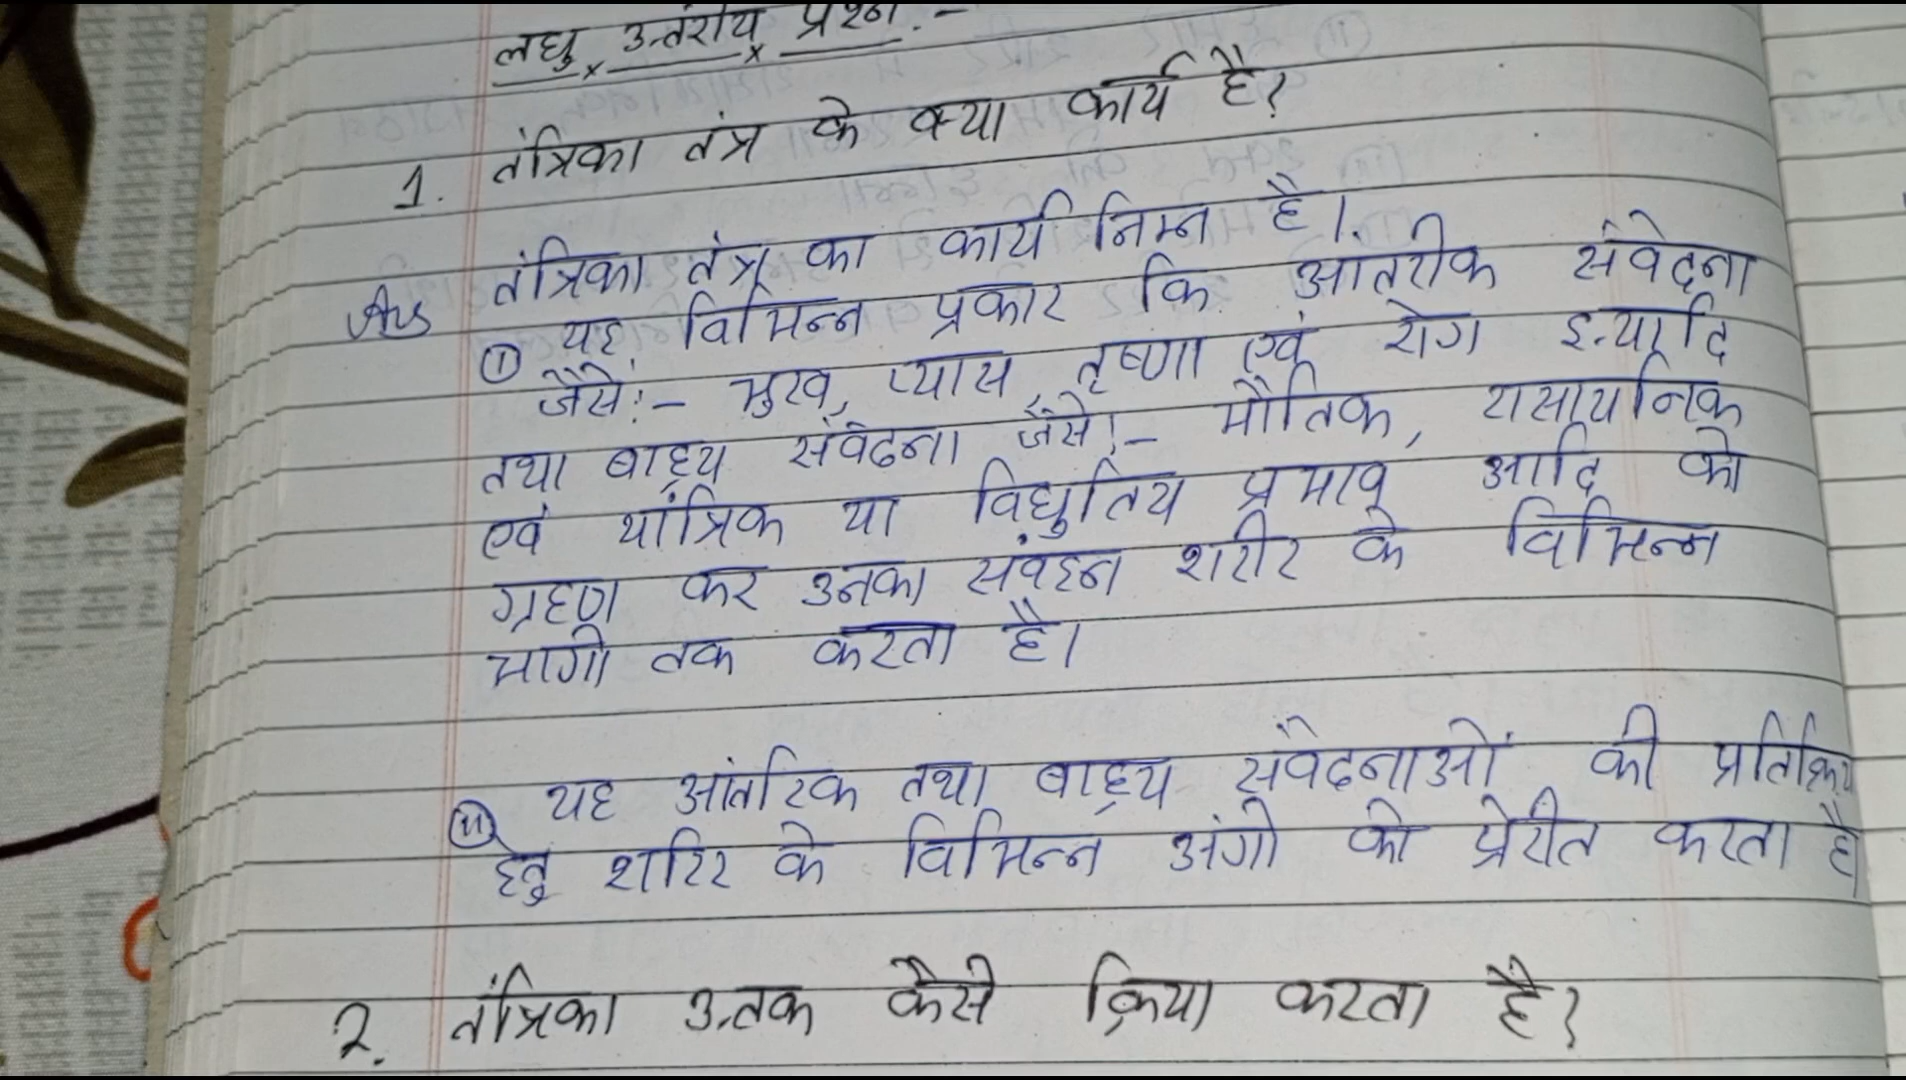 लघु उत्तरीय प्रश्न :-
1. तंत्रिका तंत्र के क्या कार्य है?
Ans तंत्रिका तंत्र का कार्य निम्न है।
(i) यह विभिन्न प्रकार कि आंतरीक संवेदना
जैसे:- भुख, प्यास, तृष्णा एवं रोग इत्यादि
तथा बाह्य संवेदना जैसे:- भौतिक, रासायनिक
एवं यांत्रिक या विधुतिय प्रभाव आदि को
ग्रहण कर उनका संवहन शरीर के विभिन्न
भागो तक करता है।
(ii) यह आंतरिक तथा बाह्य संवेदनाओं की प्रतिक्रिया
हेतु शरिर के विभिन्न अंगो को प्रेरीत करता है।
2. तंत्रिका उत्तक कैसे क्रिया करता है?